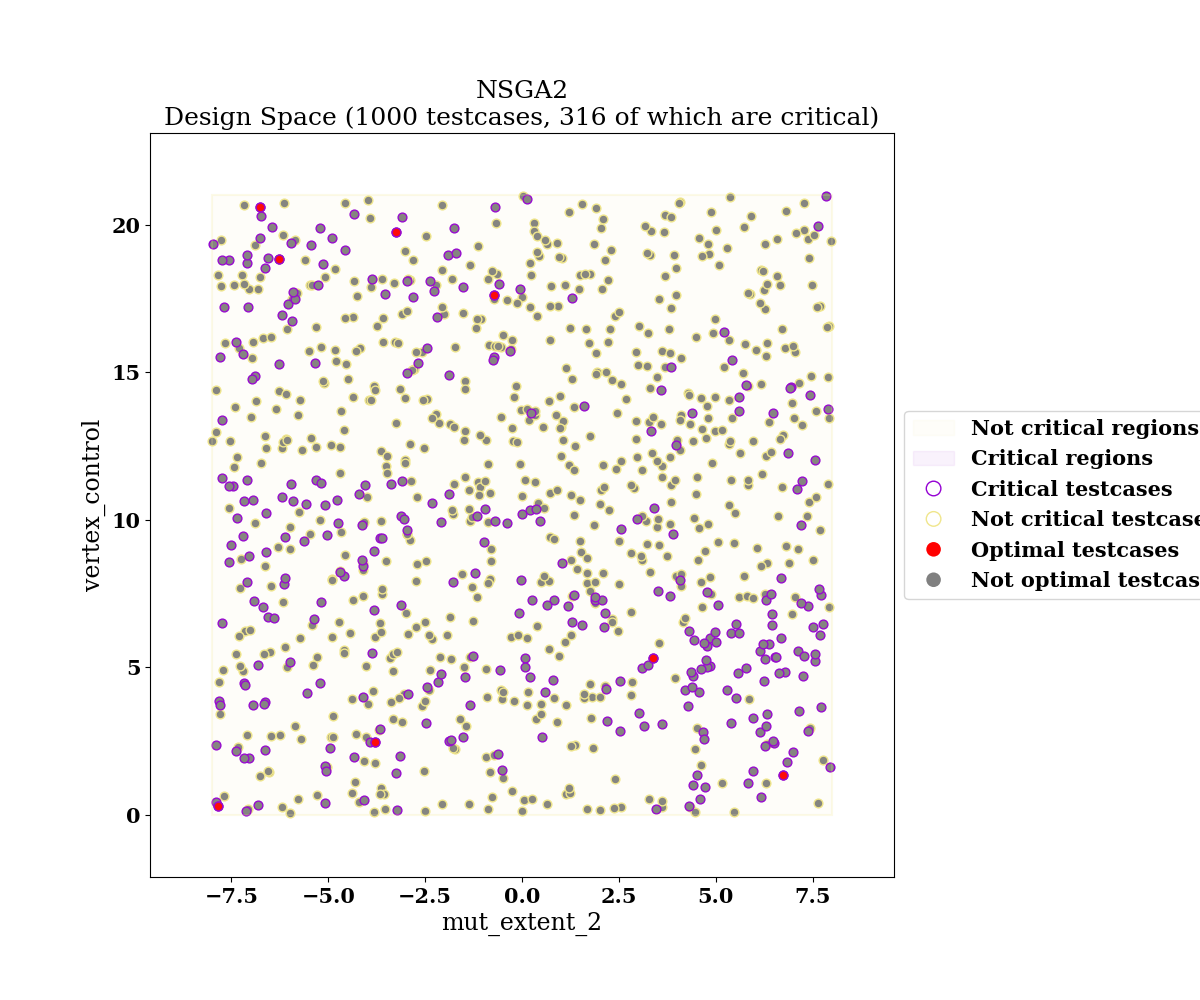 NSGA2
Design Space (1000 testcases, 316 of which are critical)
20
15
10
5
0
vertex_control
−7.5 −5.0 −2.5 0.0 2.5 5.0 7.5
mut_extent_2
Not critical regions
Critical regions
Critical testcases
Not critical testcase
Optimal testcases
Not optimal testcas